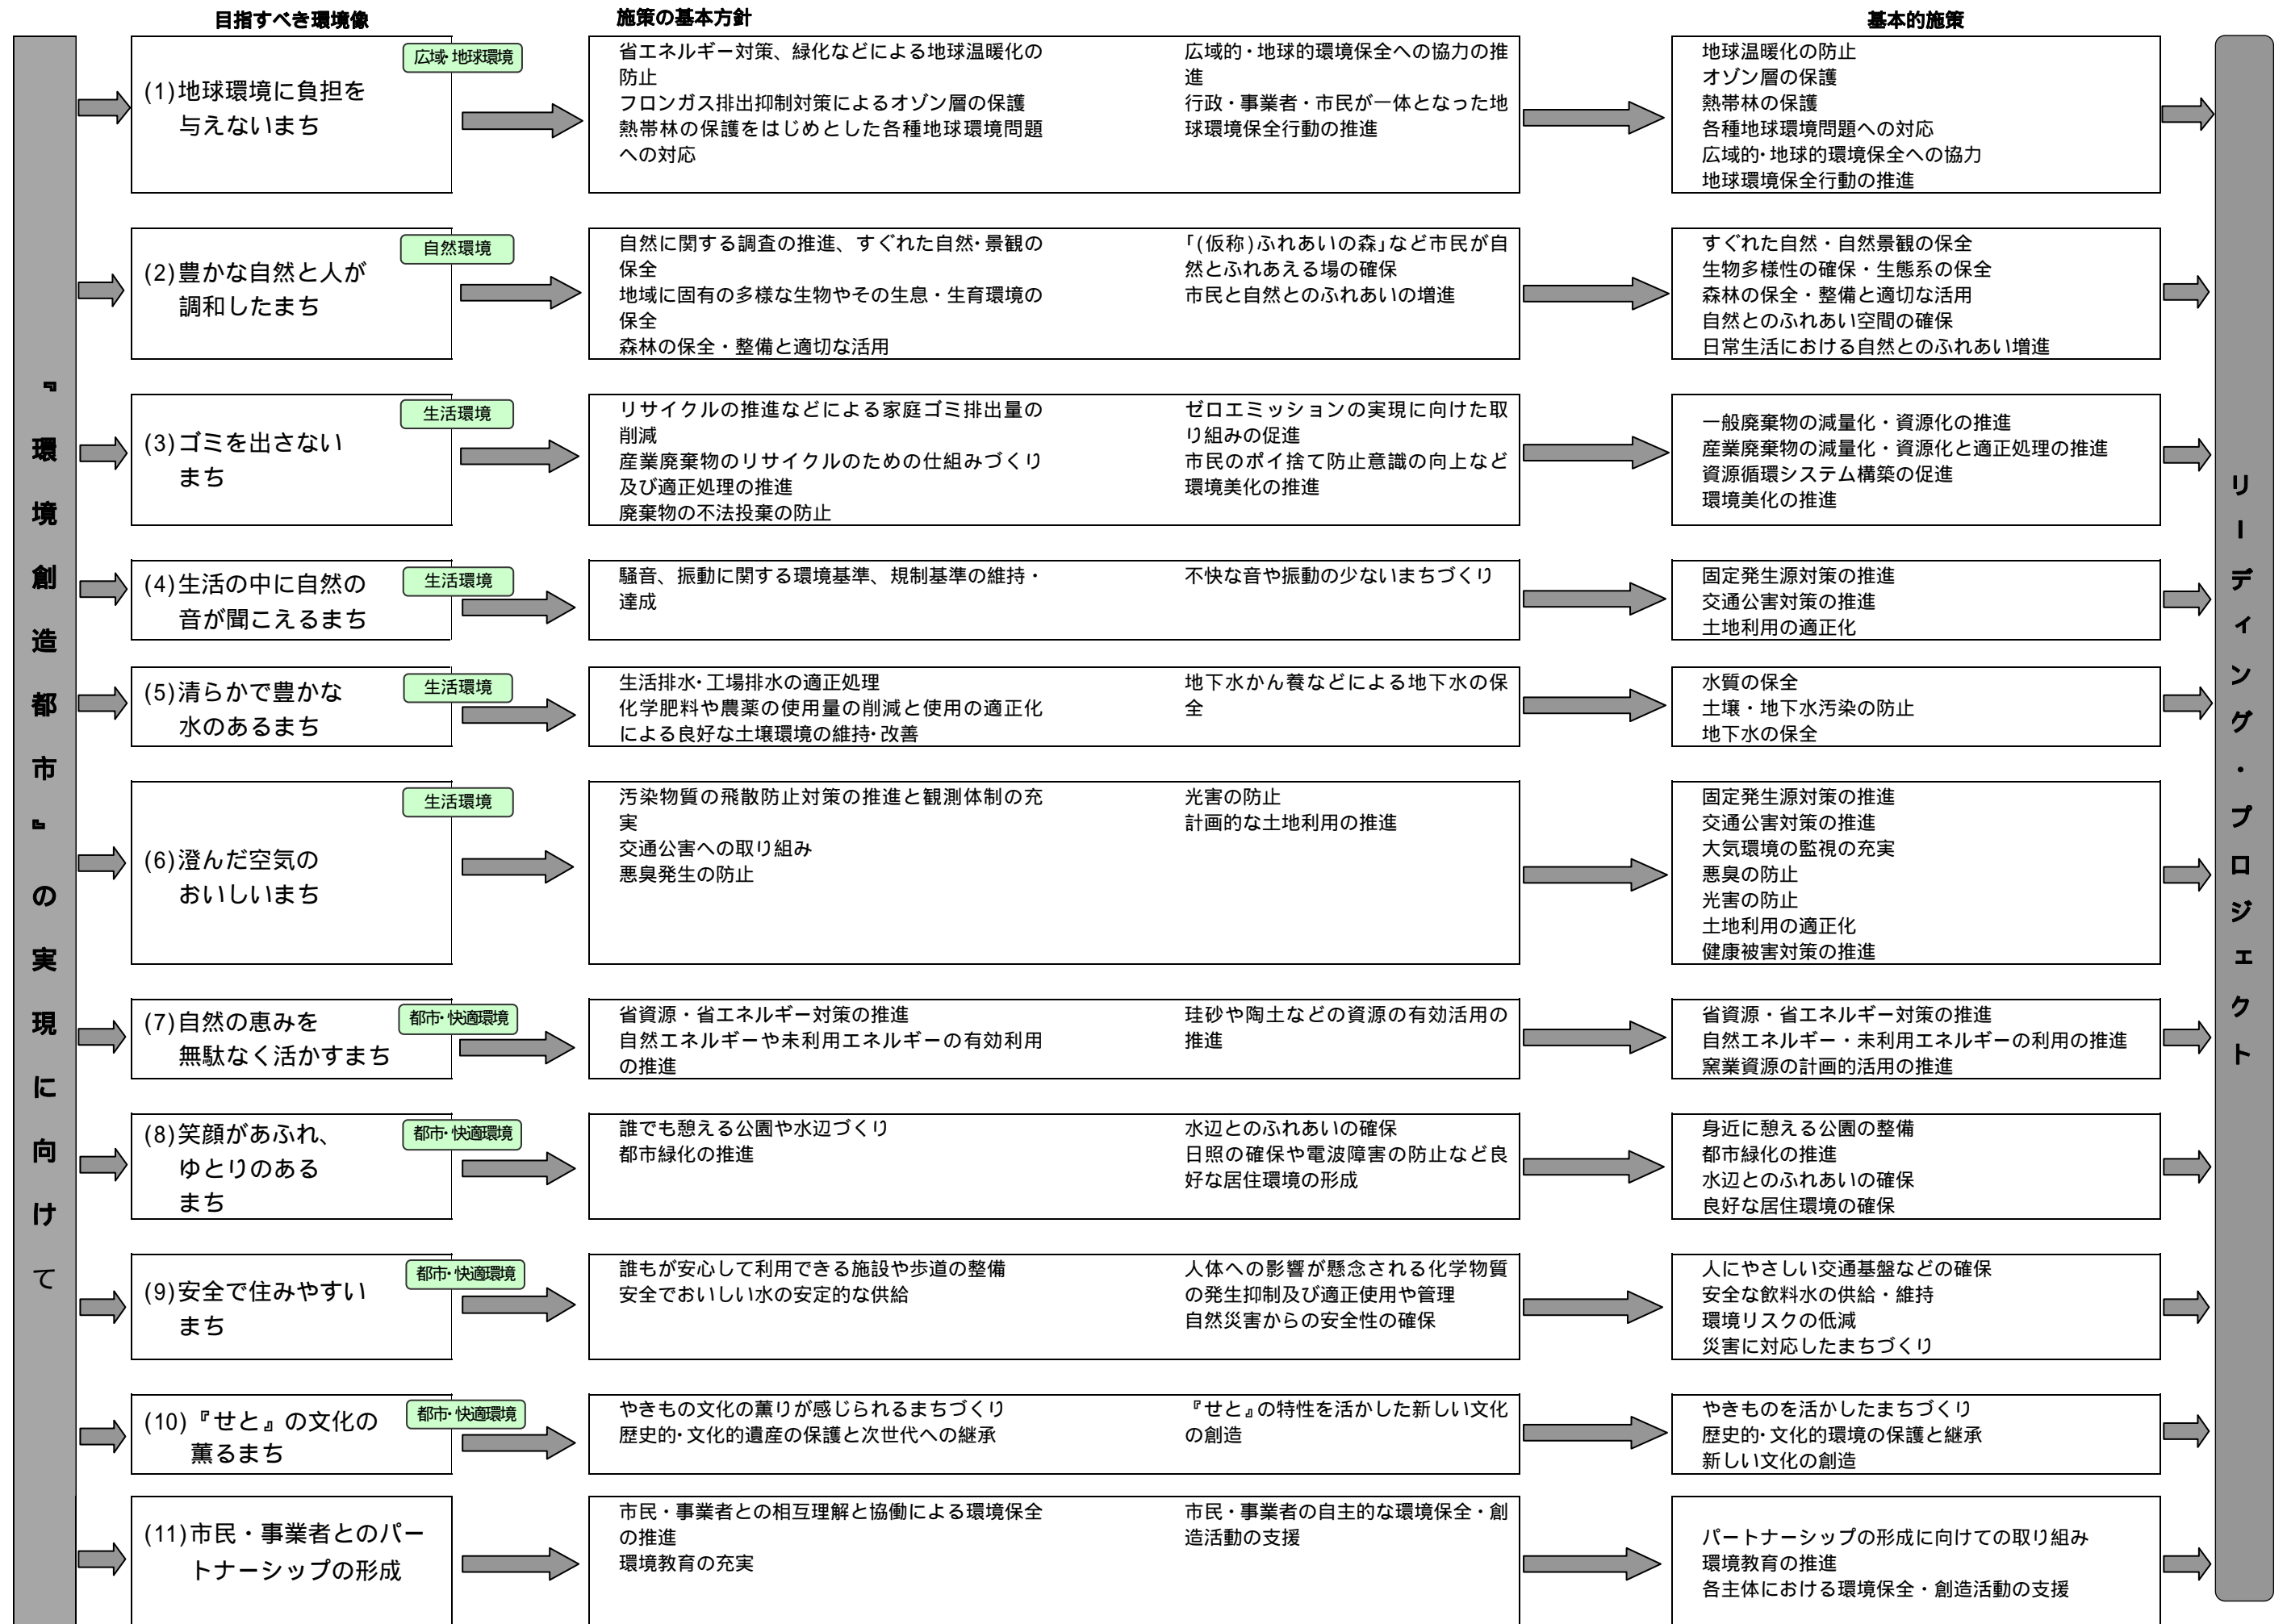 目指すべき環境像
施策の基本方針
基本的施策
『環境創造都市』の実現に向けて
広域・地球環境
(1)地球環境に負担を
与えないまち
省エネルギー対策、緑化などによる地球温暖化の
防止
フロンガス排出抑制対策によるオゾン層の保護
熱帯林の保護をはじめとした各種地球環境問題
への対応
広域的・地球的環境保全への協力の推
進
行政・事業者・市民が一体となった地
球環境保全行動の推進
地球温暖化の防止
オゾン層の保護
熱帯林の保護
各種地球環境問題への対応
広域的・地球的環境保全への協力
地球環境保全行動の推進
自然環境
(2)豊かな自然と人が
調和したまち
自然に関する調査の推進、すぐれた自然・景観の
保全
地域に固有の多様な生物やその生息・生育環境の
保全
森林の保全・整備と適切な活用
「(仮称)ふれあいの森」など市民が自
然とふれあえる場の確保
市民と自然とのふれあいの増進
すぐれた自然・自然景観の保全
生物多様性の確保・生態系の保全
森林の保全・整備と適切な活用
自然とのふれあい空間の確保
日常生活における自然とのふれあい増進
生活環境
(3)ゴミを出さない
まち
リサイクルの推進などによる家庭ゴミ排出量の
削減
産業廃棄物のリサイクルのための仕組みづくり
及び適正処理の推進
廃棄物の不法投棄の防止
ゼロエミッションの実現に向けた取
り組みの促進
市民のポイ捨て防止意識の向上など
環境美化の推進
一般廃棄物の減量化・資源化の推進
産業廃棄物の減量化・資源化と適正処理の推進
資源循環システム構築の促進
環境美化の推進
生活環境
(4)生活の中に自然の
音が聞こえるまち
騒音、振動に関する環境基準、規制基準の維持・
達成
不快な音や振動の少ないまちづくり
固定発生源対策の推進
交通公害対策の推進
土地利用の適正化
生活環境
(5)清らかで豊かな
水のあるまち
生活排水・工場排水の適正処理
化学肥料や農薬の使用量の削減と使用の適正化
による良好な土壌環境の維持・改善
地下水かん養などによる地下水の保
全
水質の保全
土壌・地下水汚染の防止
地下水の保全
生活環境
(6)澄んだ空気の
おいしいまち
汚染物質の飛散防止対策の推進と観測体制の充
実
交通公害への取り組み
悪臭発生の防止
光害の防止
計画的な土地利用の推進
固定発生源対策の推進
交通公害対策の推進
大気環境の監視の充実
悪臭の防止
光害の防止
土地利用の適正化
健康被害対策の推進
都市・快適環境
(7)自然の恵みを
無駄なく活かすまち
省資源・省エネルギー対策の推進
自然エネルギーや未利用エネルギーの有効利用
の推進
珪砂や陶土などの資源の有効活用の
推進
省資源・省エネルギー対策の推進
自然エネルギー・未利用エネルギーの利用の推進
窯業資源の計画的活用の推進
都市・快適環境
(8)笑顔があふれ、
ゆとりのある
まち
誰でも憩える公園や水辺づくり
都市緑化の推進
水辺とのふれあいの確保
日照の確保や電波障害の防止など良
好な居住環境の形成
身近に憩える公園の整備
都市緑化の推進
水辺とのふれあいの確保
良好な居住環境の確保
都市・快適環境
(9)安全で住みやすい
まち
誰もが安心して利用できる施設や歩道の整備
安全でおいしい水の安定的な供給
人体への影響が懸念される化学物質
の発生抑制及び適正使用や管理
自然災害からの安全性の確保
人にやさしい交通基盤などの確保
安全な飲料水の供給・維持
環境リスクの低減
災害に対応したまちづくり
都市・快適環境
(10)『せと』の文化の
薫るまち
やきもの文化の薫りが感じられるまちづくり
歴史的・文化的遺産の保護と次世代への継承
『せと』の特性を活かした新しい文化
の創造
やきものを活かしたまちづくり
歴史的・文化的環境の保護と継承
新しい文化の創造
(11)市民・事業者とのパー
トナーシップの形成
市民・事業者との相互理解と協働による環境保全
の推進
環境教育の充実
市民・事業者の自主的な環境保全・創
造活動の支援
パートナーシップの形成に向けての取り組み
環境教育の推進
各主体における環境保全・創造活動の支援
リーディング・プロジェクト